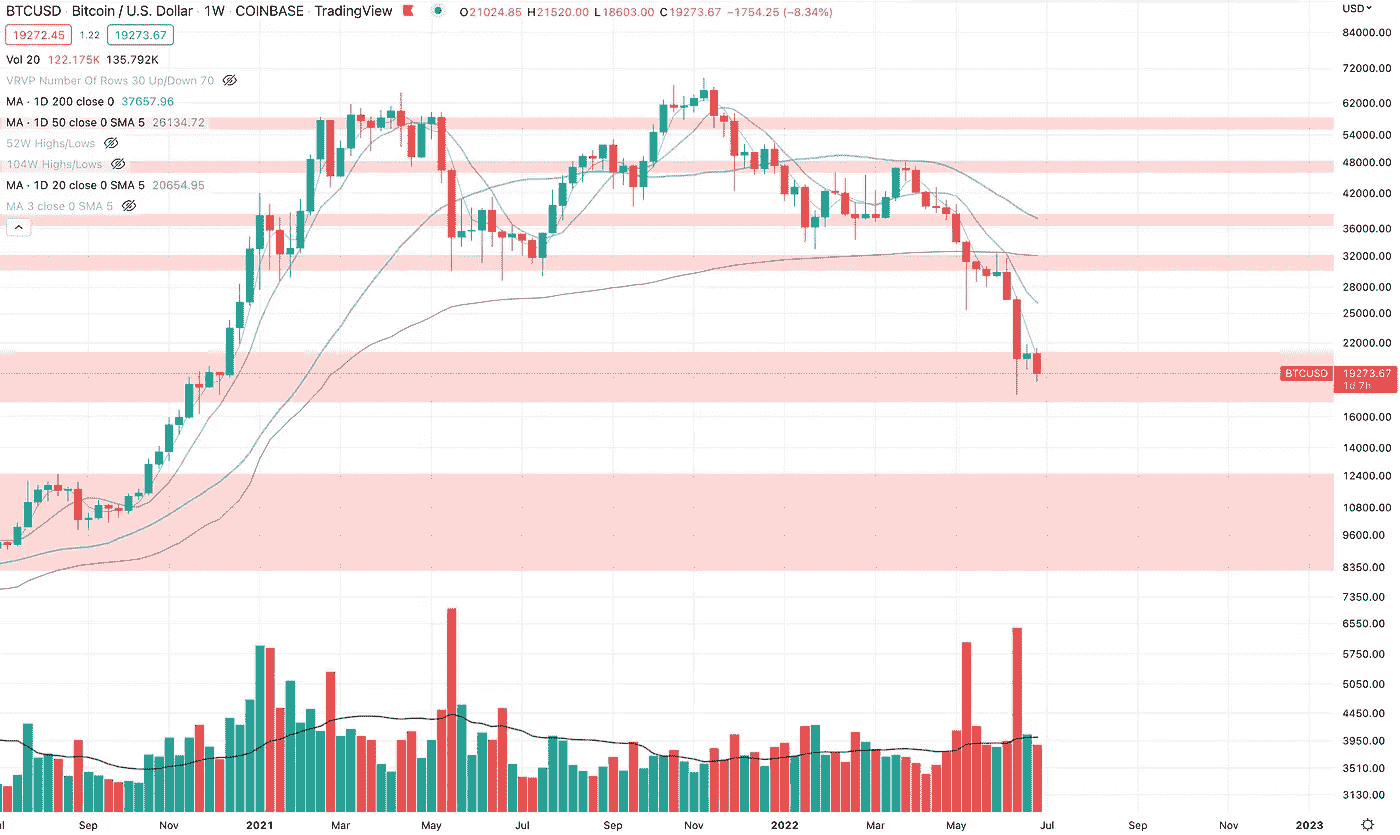 BTCUSD · Bitcoin / U.S. Dollar · 1W · COINBASE · TradingView O21024.85 H21520.00 L18603.00 C19273.67 −1754.25 (−8.34%)
19272.45 1.22 19273.67
Vol 20 122.175K 135.792K
VRVP Number Of Rows 30 Up/Down 70
MA · 1D 200 close 0 37657.96
MA · 1D 50 close 0 SMA 5 26134.72
52W Highs/Lows
104W Highs/Lows
MA · 1D 20 close 0 SMA 5 20654.95
MA 3 close 0 SMA 5
USD
84000.00
72000.00
62000.00
54000.00
48000.00
42000.00
36000.00
32000.00
28000.00
25000.00
22000.00
BTCUSD 19273.67
1d 7h
16000.00
14000.00
12400.00
10800.00
9600.00
8350.00
7350.00
6550.00
5750.00
5050.00
4450.00
3950.00
3510.00
3130.00
Sep Nov 2021 Mar May Jul Sep Nov 2022 Mar May Jul Sep Nov 2023